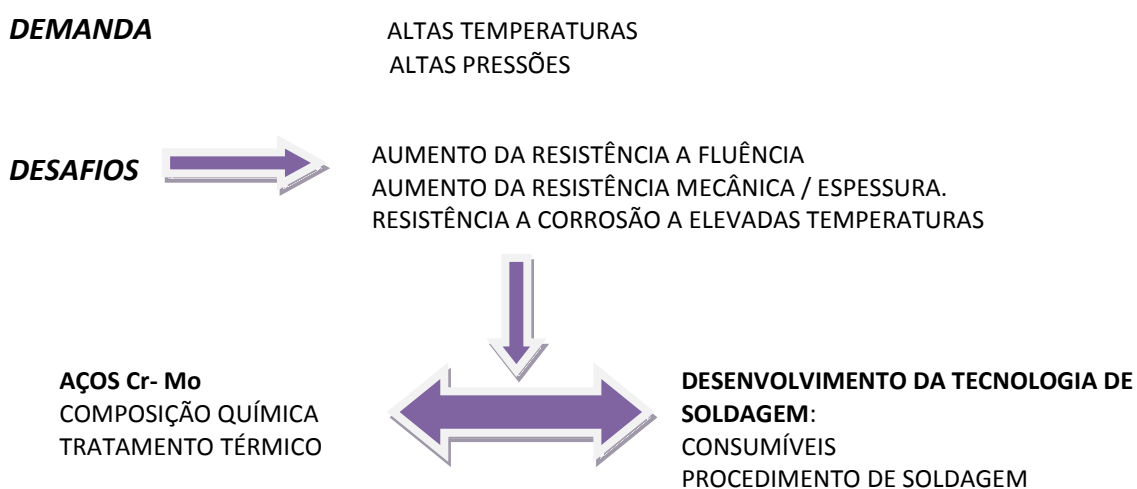 DEMANDA
ALTAS TEMPERATURAS
ALTAS PRESSÕES
DESAFIOS
AUMENTO DA RESISTÊNCIA A FLUÊNCIA
AUMENTO DA RESISTÊNCIA MECÂNICA / ESPESSURA.
RESISTÊNCIA A CORROSÃO A ELEVADAS TEMPERATURAS
AÇOS Cr- Mo
COMPOSIÇÃO QUÍMICA
TRATAMENTO TÉRMICO
DESENVOLVIMENTO DA TECNOLOGIA DE
SOLDAGEM:
CONSUMÍVEIS
PROCEDIMENTO DE SOLDAGEM